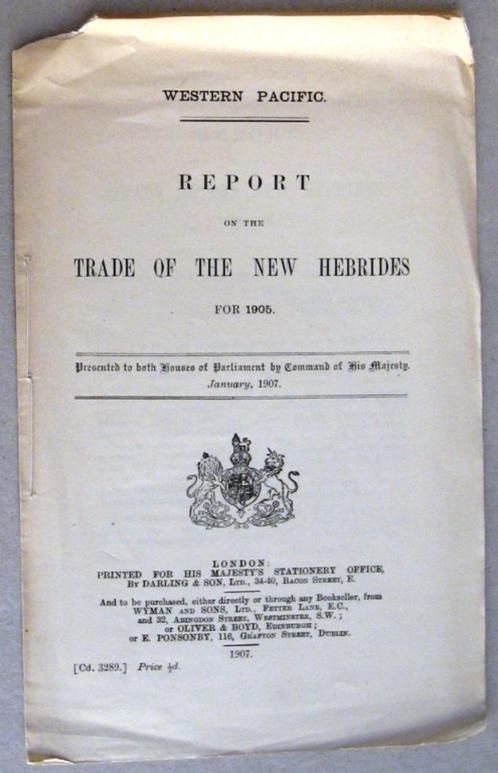 WESTERN PACIFIC.
REPORT
ON THE
TRADE OF THE NEW HEBRIDES
FOR 1905.
Presented to both Houses of Parliament by Command of His Majesty.
January, 1907.
LONDON:
PRINTED FOR HIS MAJESTY'S STATIONERY OFFICE,
BY DARLING & SON, LTD., 34-40, BACON STREET, E.
And to be purchased, either directly or through any Bookseller, from
WYMAN AND SONS, LTD., FETTER LANE, E.C.,
and 32, ABINGDON STREET, WESTMINSTER, S.W.;
or OLIVER & BOYD, EDINBURGH;
or E. PONSONBY, 116, GRAFTON STREET, DUBLIN.
1907.
[Cd. 3289.] Price ½d.